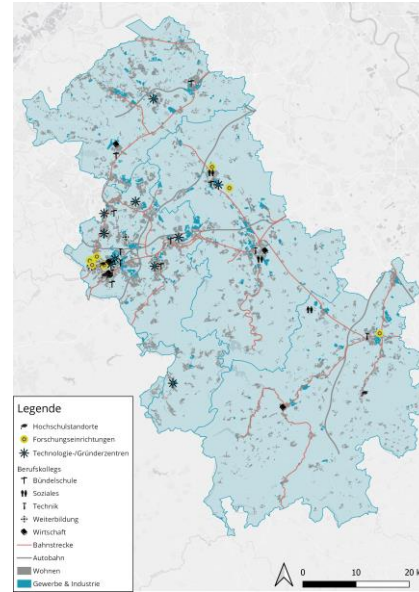 Legende
Hochschulstandorte
Forschungseinrichtungen
Technologie-/Gründerzentren
Berufskollegs
Bündelschule
Soziales
Technik
Weiterbildung
Wirtschaft
Bahnstrecke
Autobahn
Wohnen
Gewerbe & Industrie
0 10 20 k